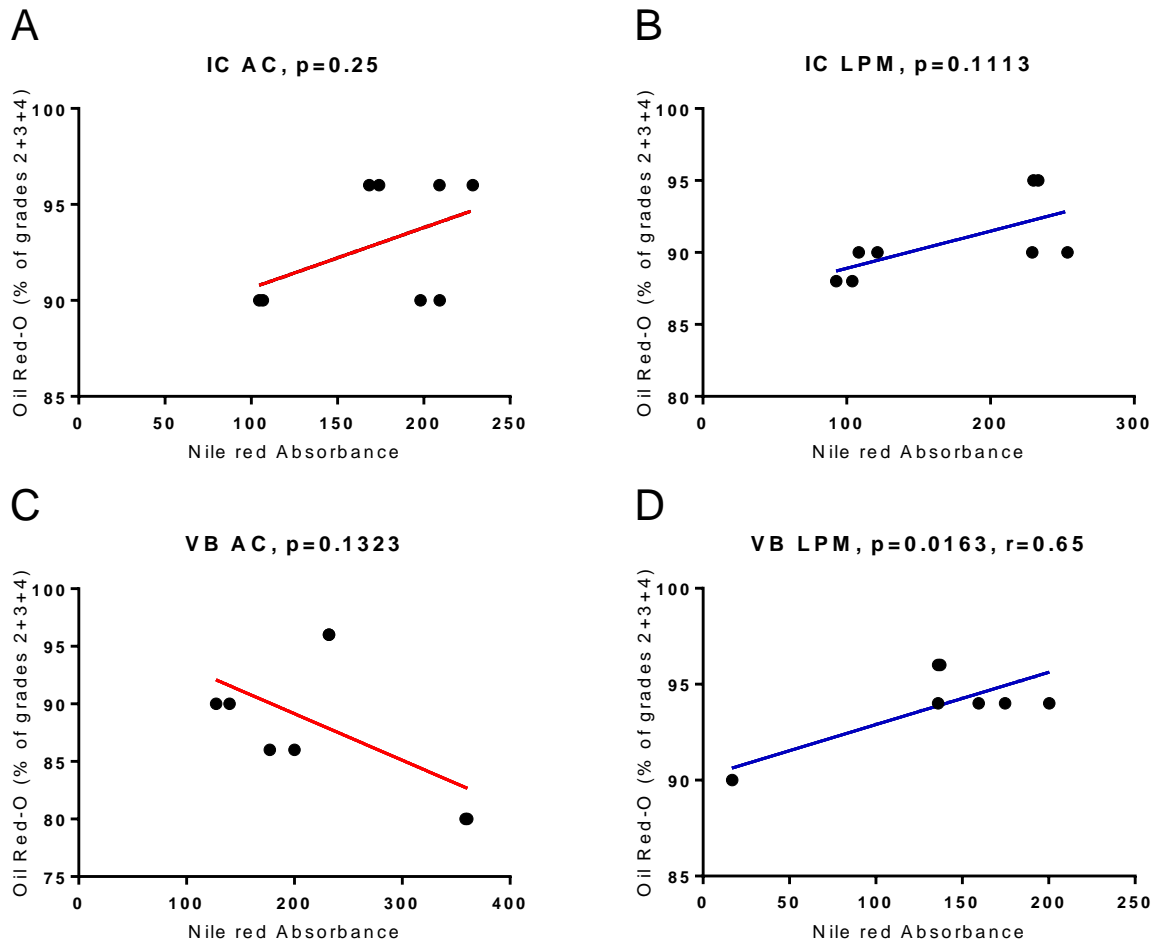 A
IC AC, p=0.25
Oil Red-O (% of grades 2+3+4)
100
95
90
85
0 50 100 150 200 250
Nile red Absorbance
B
IC LPM, p=0.1113
Oil Red-O (% of grades 2+3+4)
100
95
90
85
80
0 100 200 300
Nile red Absorbance
C
VB AC, p=0.1323
Oil Red-O (% of grades 2+3+4)
100
95
90
85
80
75
0 100 200 300 400
Nile red Absorbance
D
VB LPM, p=0.0163, r=0.65
Oil Red-O (% of grades 2+3+4)
100
95
90
85
0 50 100 150 200 250
Nile red Absorbance